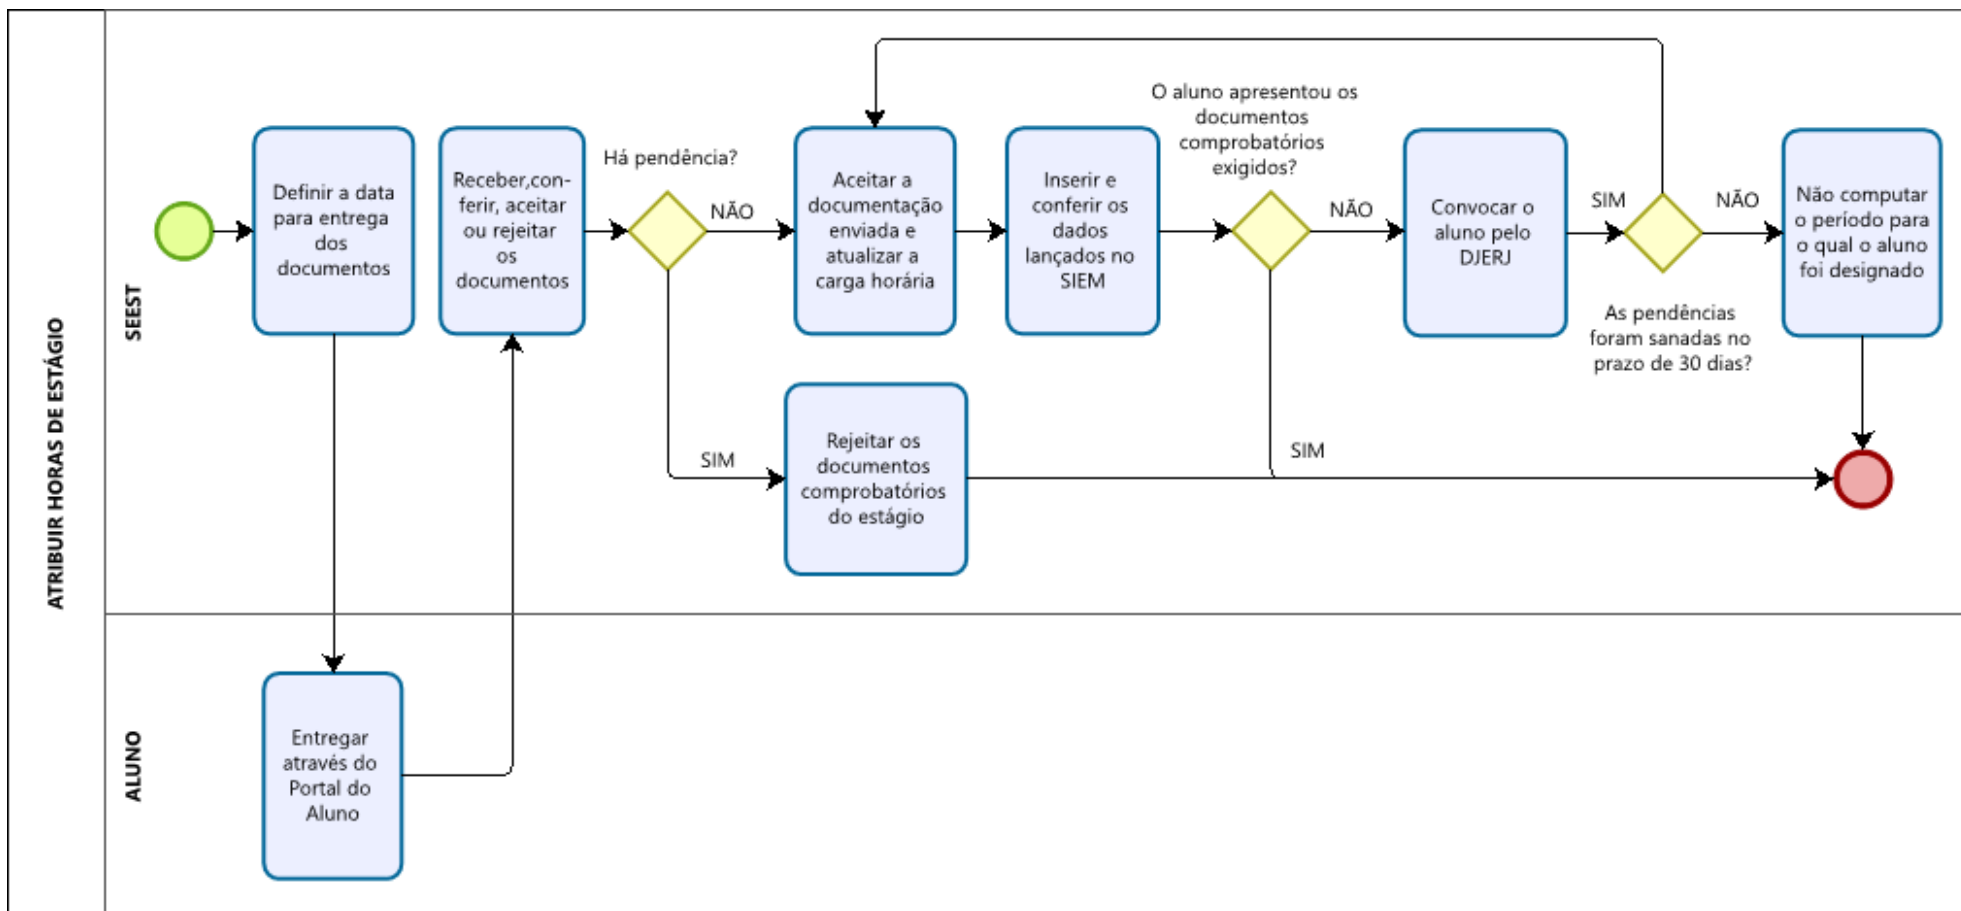 ATRIBUIR HORAS DE ESTÁGIO
SEEST
Definir a data
para entrega
dos
documentos
Receber,con-
ferir, aceitar
ou rejeitar
os
documentos
Há pendência?
NÃO
SIM
Aceitar a
documentação
enviada e
atualizar a
carga horária
Rejeitar os
documentos
comprobatórios
do estágio
Inserir e
conferir os
dados
lançados no
SIEM
O aluno apresentou os
documentos
comprobatórios
exigidos?
NÃO
SIM
Convocar o
aluno pelo
DJERJ
SIM
NÃO
As pendências
foram sanadas no
prazo de 30 dias?
Não computar
o período para
o qual o aluno
foi designado
ALUNO
Entregar
através do
Portal do
Aluno